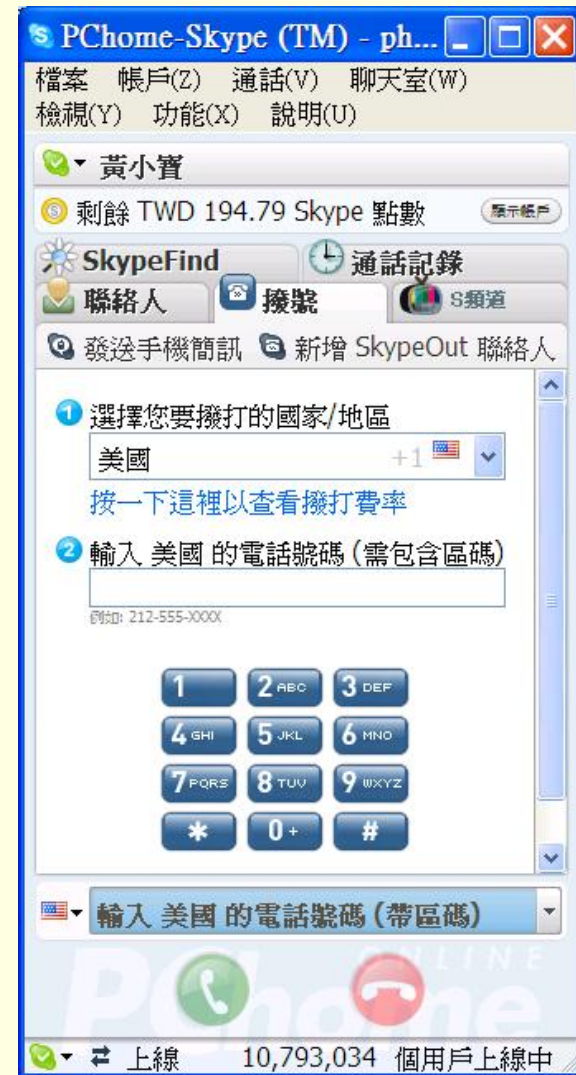 PChome-Skype (TM) - ph...
檔案 帳戶(Z) 通話(V) 聊天室(W)
檢視(Y) 功能(X) 說明(U)
黃小寶
剩餘 TWD 194.79 Skype 點數 顯示帳戶
SkypeFind 通話記錄
聯絡人 撥號 S頻道
發送手機簡訊 新增 SkypeOut 聯絡人
1 選擇您要撥打的國家/地區
美國 +1
按一下這裡以查看撥打費率
2 輸入 美國 的電話號碼 (需包含區碼)
例如: 212-555-XXXX
1 2 ABC 3 DEF
4 GHI 5 JKL 6 MNO
7 PQRS 8 TUV 9 WXYZ
* 0 + #
輸入 美國 的電話號碼 (帶區碼)
ONLINE
PChome
上線 10,793,034 個用戶上線中